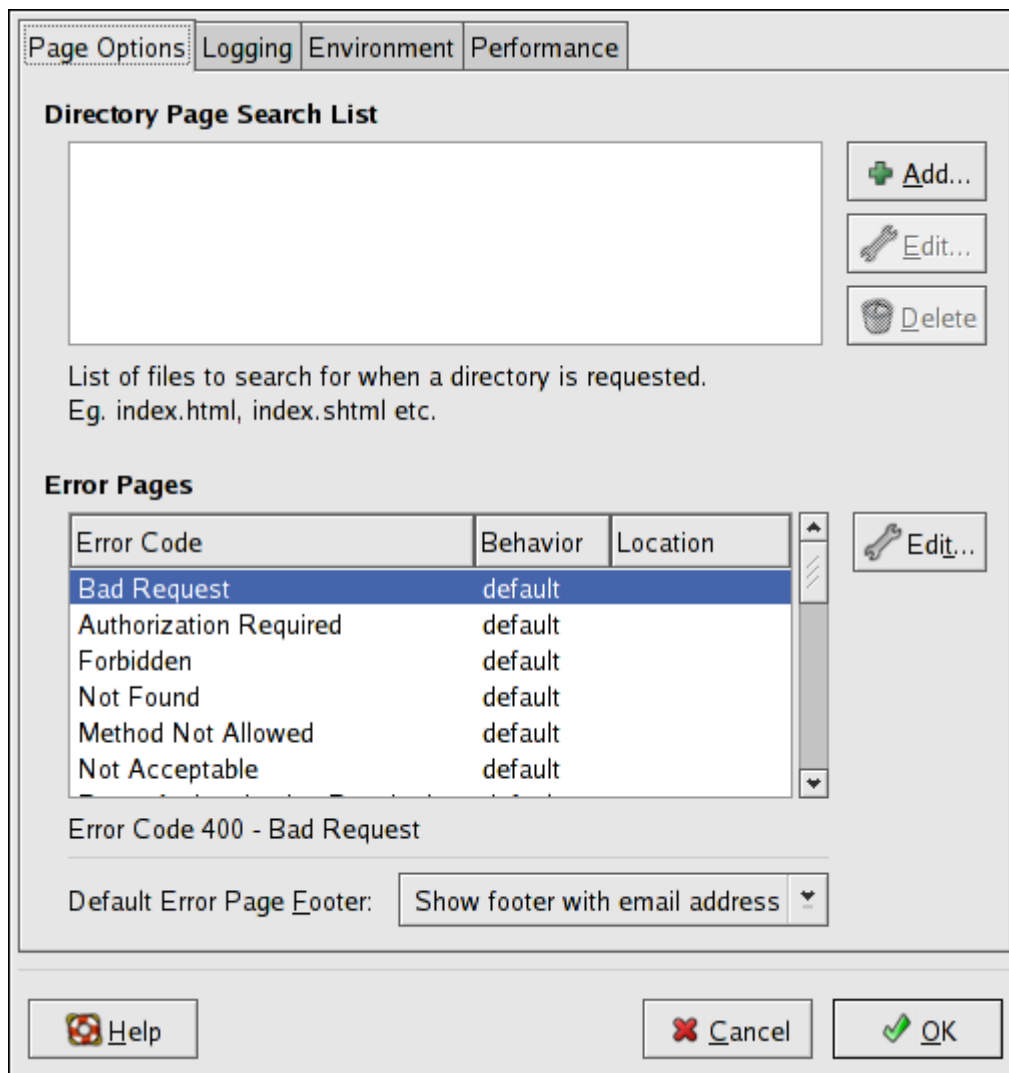 Page Options Logging Environment Performance
Directory Page Search List
Add...
Edit...
Delete
List of files to search for when a directory is requested.
Eg. index.html, index.shtml etc.
Error Pages
Error Code Behavior Location
Edit...
Bad Request default
Authorization Required default
Forbidden default
Not Found default
Method Not Allowed default
Not Acceptable default
Error Code 400 - Bad Request
Default Error Page Footer: Show footer with email address
Help Cancel OK